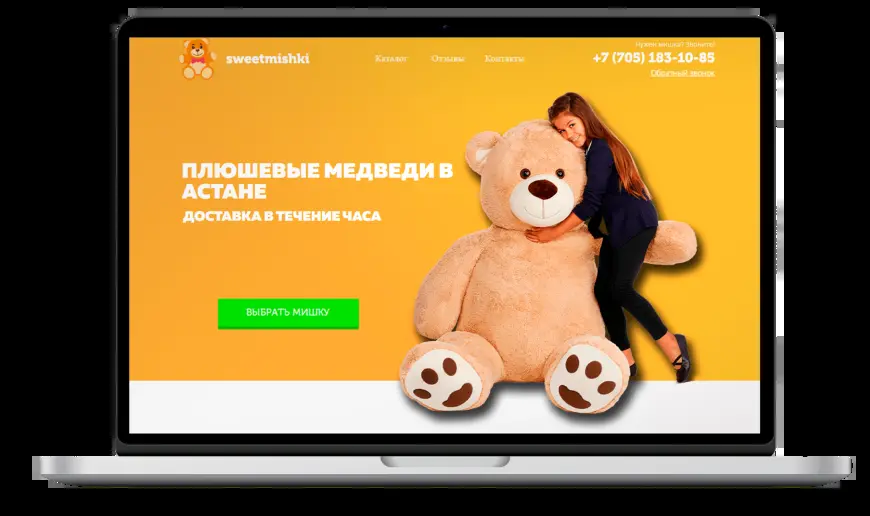 sweetmishki
Каталог Отзывы Контакты
Нужен мишка? Звоните!
+7 (705) 183-10-85
Обратный звонок
ПЛЮШЕВЫЕ МЕДВЕДИ В
АСТАНЕ
ДОСТАВКА В ТЕЧЕНИЕ ЧАСА
ВЫБРАТЬ МИШКУ